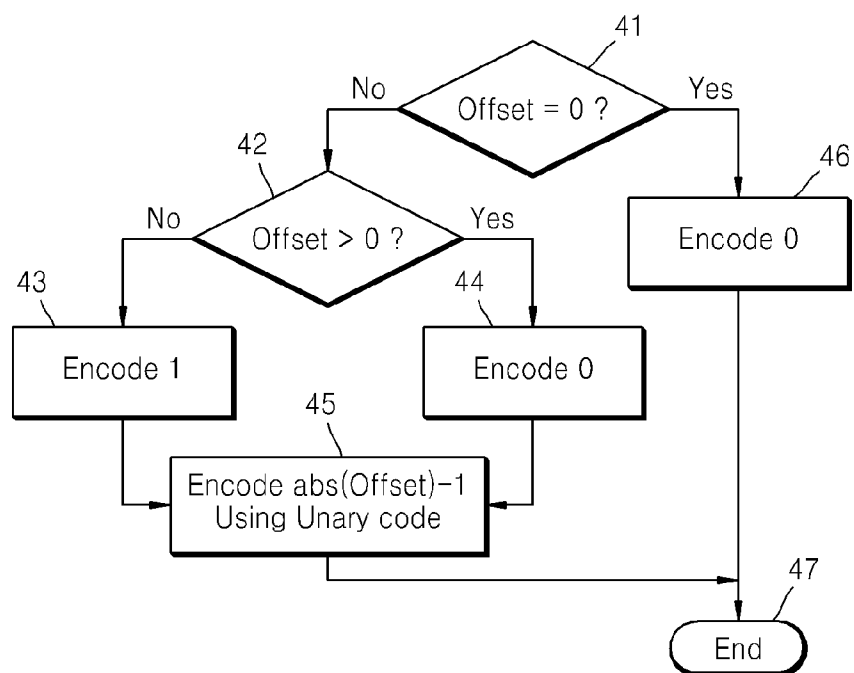 41
No
Offset = 0 ?
Yes
42
46
No
Offset > 0 ?
Yes
Encode 0
43
44
Encode 1
Encode 0
45
Encode abs(Offset)-1
Using Unary code
47
End